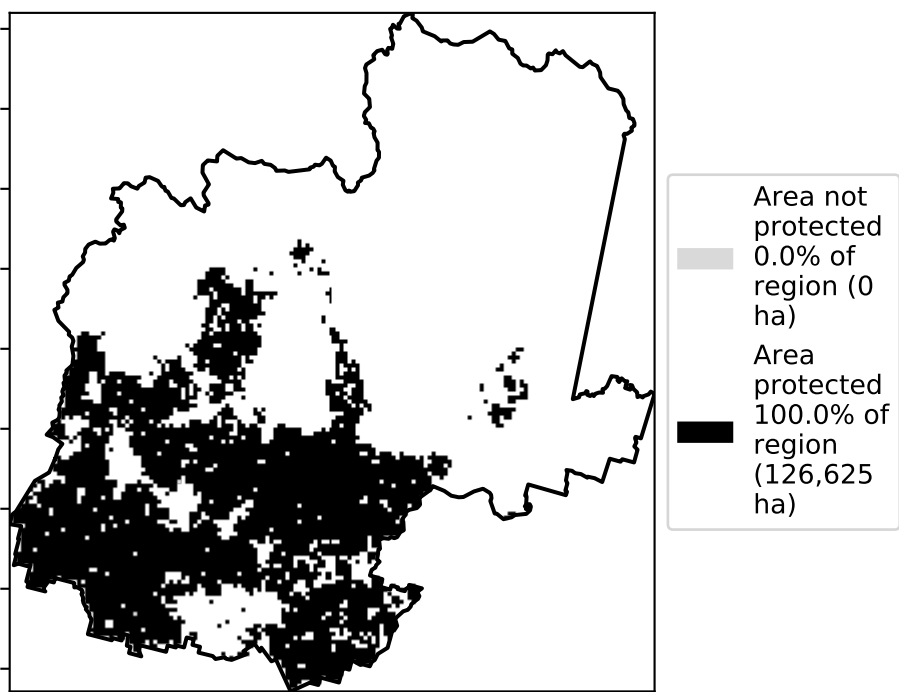 Area not
protected
0.0% of
region (0
ha)
Area
protected
100.0% of
region
(126,625
ha)